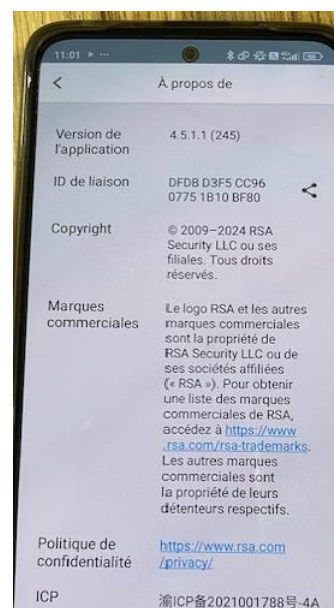 11:01
À propos de
Version de
l'application
4.5.1.1 (245)
ID de liaison
DFDB D3F5 CC96
0775 1B10 BF80
Copyright
© 2009–2024 RSA
Security LLC ou ses
filiales. Tous droits
réservés.
Marques
commerciales
Le logo RSA et les autres
marques commerciales
sont la propriété de
RSA Security LLC ou de
ses sociétés affiliées
(« RSA »). Pour obtenir
une liste des marques
commerciales de RSA,
accédez à https://www
.rsa.com/rsa-trademarks.
Les autres marques
commerciales sont
la propriété de leurs
détenteurs respectifs.
Politique de
confidentialité
https://www.rsa.com
/privacy/
ICP
渝ICP备2021001788号-4A